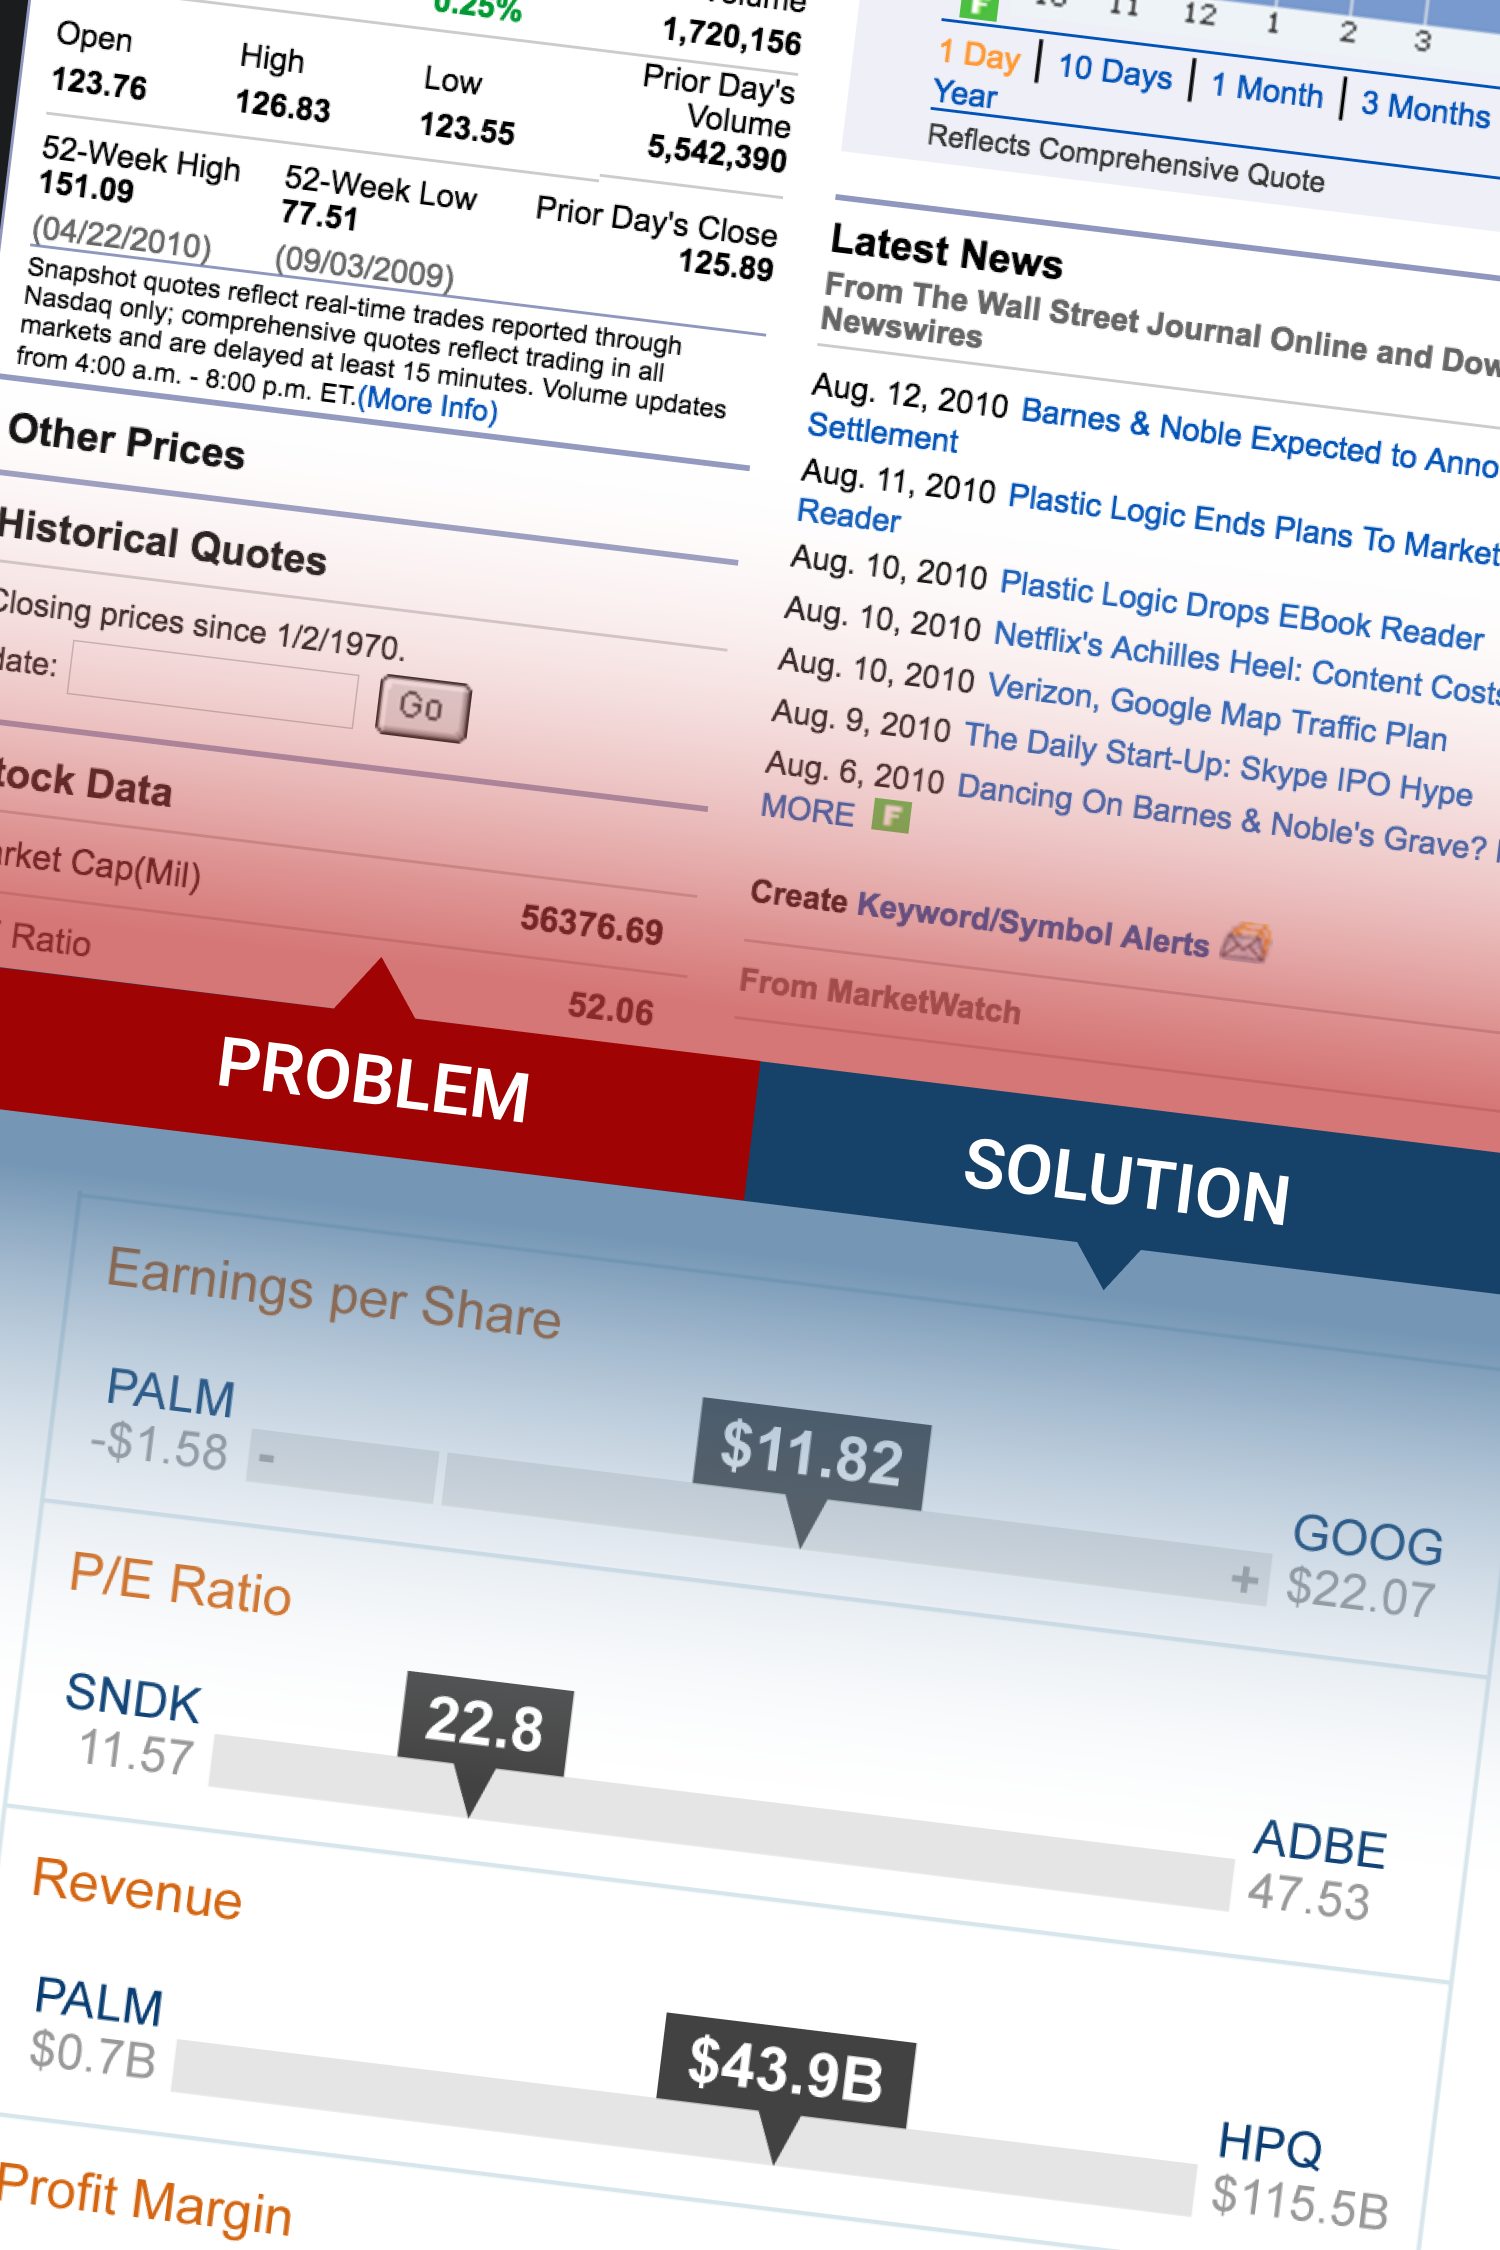 0.25%
1,720,156
Open
123.76
High
126.83
Low
123.55
Prior Day's
Volume
5,542,390
52-Week High
151.09
(04/22/2010)
52-Week Low
77.51
(09/03/2009)
Prior Day's Close
125.89
Snapshot quotes reflect real-time trades reported through
Nasdaq only; comprehensive quotes reflect trading in all
markets and are delayed at least 15 minutes. Volume updates
from 4:00 a.m. - 8:00 p.m. ET.(More Info)
Other Prices
Historical Quotes
Closing prices since 1/2/1970.
date:
Go
tock Data
rket Cap(Mil)
56376.69
Ratio
52.06
F
11 12 1 2 3
1 Day | 10 Days | 1 Month | 3 Months
Year
Reflects Comprehensive Quote
Latest News
From The Wall Street Journal Online and Dow
Newswires
Aug. 12, 2010 Barnes & Noble Expected to Anno
Settlement
Aug. 11, 2010 Plastic Logic Ends Plans To Market
Reader
Aug. 10, 2010 Plastic Logic Drops EBook Reader
Aug. 10, 2010 Netflix's Achilles Heel: Content Costs
Aug. 10, 2010 Verizon, Google Map Traffic Plan
Aug. 9, 2010 The Daily Start-Up: Skype IPO Hype
Aug. 6, 2010 Dancing On Barnes & Noble's Grave?
MORE F
Create Keyword/Symbol Alerts
From MarketWatch
PROBLEM
SOLUTION
Earnings per Share
PALM
-$1.58
-
$11.82
+
GOOG
$22.07
P/E Ratio
SNDK
11.57
22.8
ADBE
47.53
Revenue
PALM
$0.7B
$43.9B
HPQ
$115.5B
Profit Margin